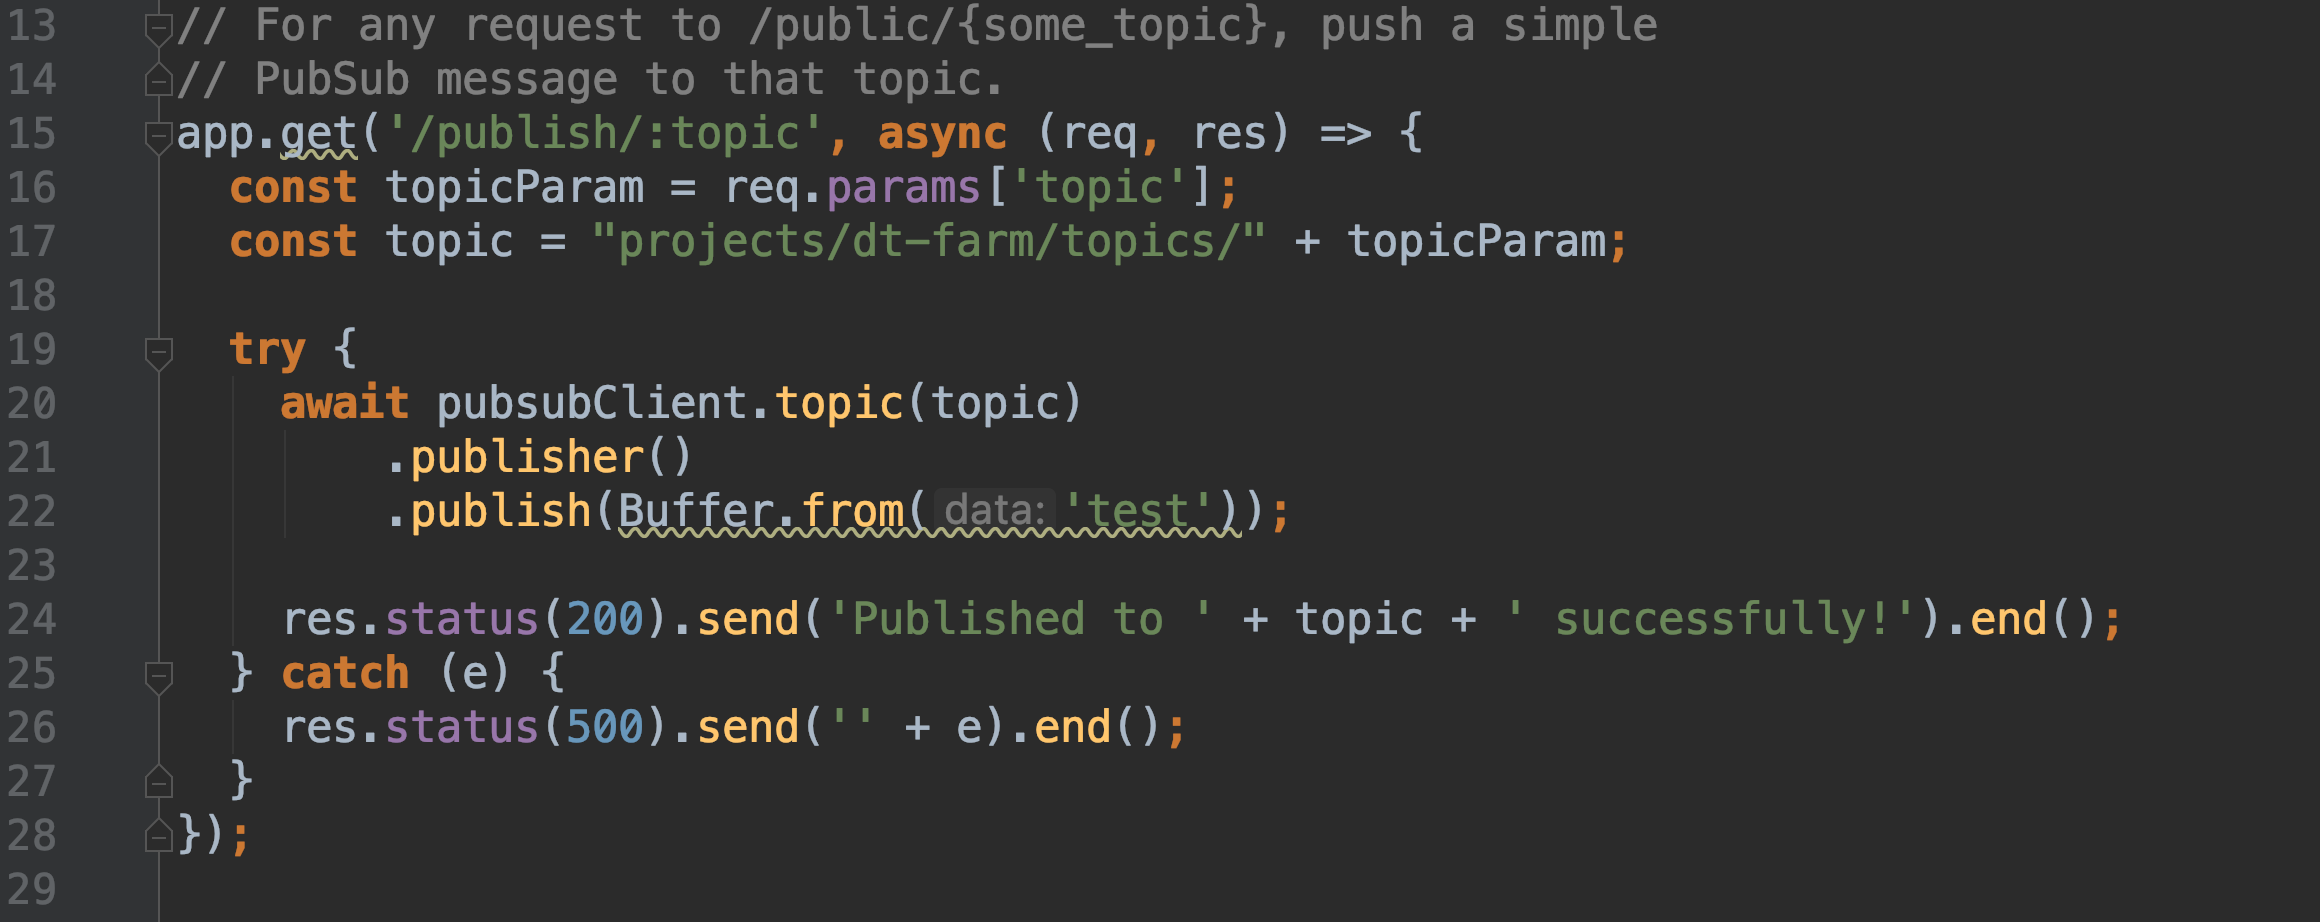 13 // For any request to /public/{some_topic}, push a simple
14 // PubSub message to that topic.
15 app.get('/publish/:topic', async (req, res) => {
16   const topicParam = req.params['topic'];
17   const topic = "projects/dt-farm/topics/" + topicParam;
18
19   try {
20     await pubsubClient.topic(topic)
21         .publisher()
22         .publish(Buffer.from( data: 'test'));
23
24     res.status(200).send('Published to ' + topic + ' successfully!').end();
25   } catch (e) {
26     res.status(500).send('' + e).end();
27   }
28 });
29